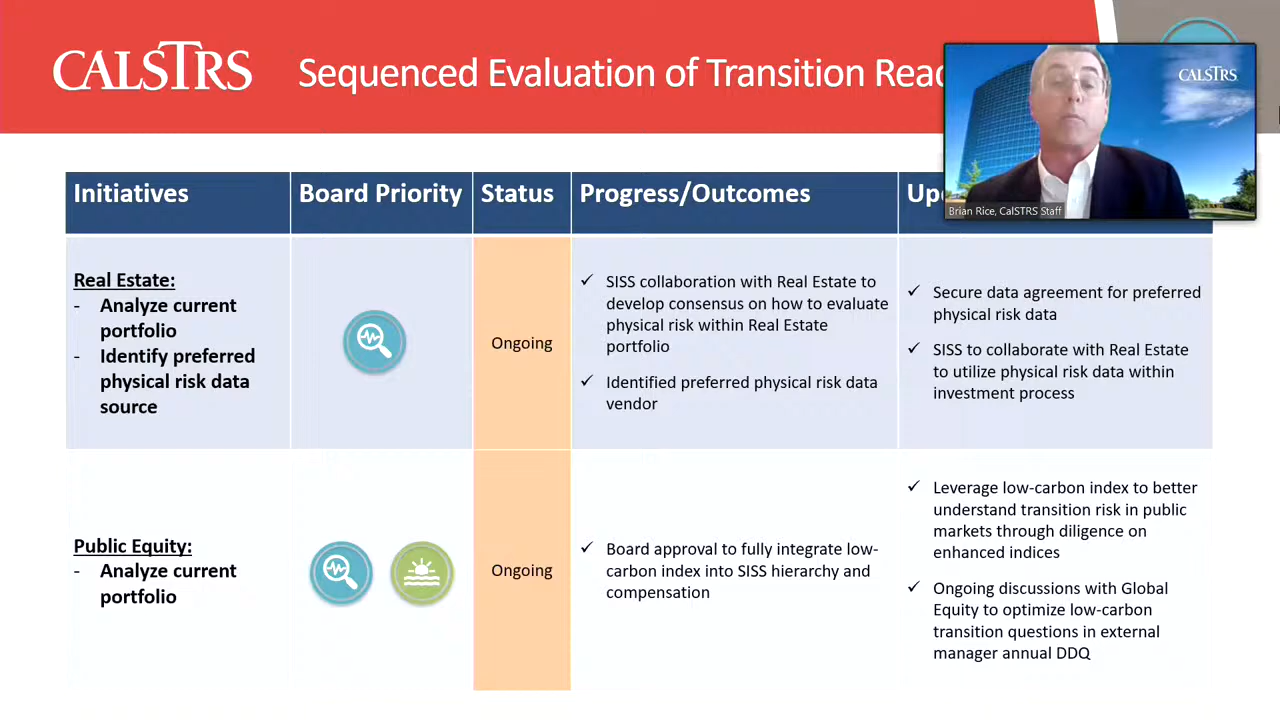 CALSTRS
Sequenced Evaluation of Transition
CALSTRS
Brian Rice, CalSTRS Staff
Initiatives
Board Priority
Status
Progress/Outcomes
Real Estate:
- Analyze current
portfolio
- Identify preferred
physical risk data
source
Ongoing
✓ SISS collaboration with Real Estate to
develop consensus on how to evaluate
physical risk within Real Estate
portfolio
✓ Identified preferred physical risk data
vendor
✓ Secure data agreement for preferred
physical risk data
✓ SISS to collaborate with Real Estate
to utilize physical risk data within
investment process
Public Equity:
- Analyze current
portfolio
Ongoing
✓ Board approval to fully integrate low-
carbon index into SISS hierarchy and
compensation
✓ Leverage low-carbon index to better
understand transition risk in public
markets through diligence on
enhanced indices
✓ Ongoing discussions with Global
Equity to optimize low-carbon
transition questions in external
manager annual DDQ